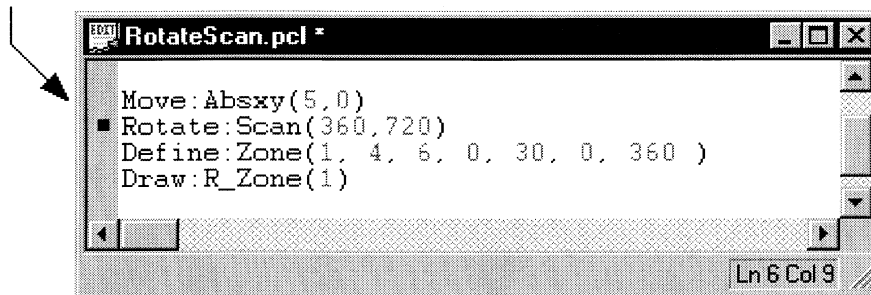 EDIT
RotateScan.pcl *
Move:Absxy(5,0)
Rotate:Scan(360,720)
Define:Zone(1, 4, 6, 0, 30, 0, 360 )
Draw:R_Zone(1)
Ln 6 Col 9